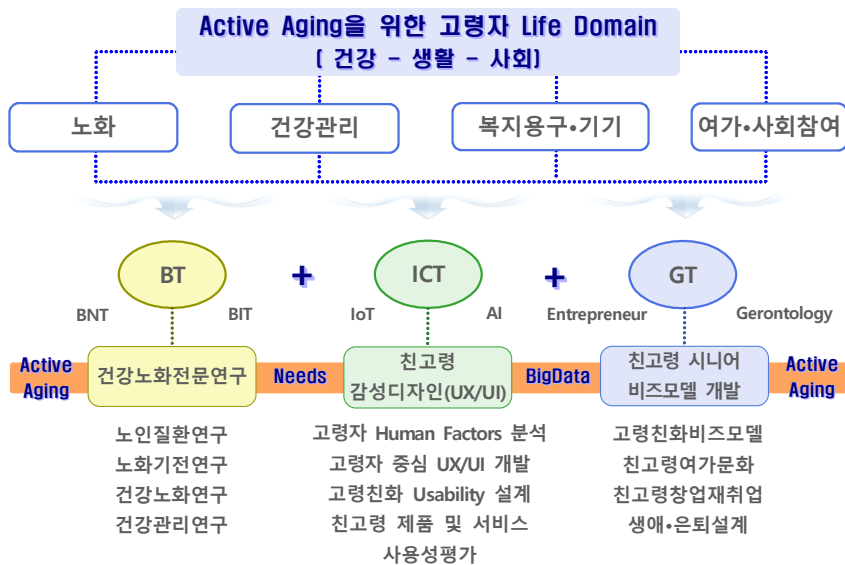 Active Aging을 위한 고령자 Life Domain
( 건강 - 생활 - 사회)
노화
건강관리
복지용구•기기
여가•사회참여
BT
+
ICT
+
GT
BNT
BIT
IoT
AI
Entrepreneur
Gerontology
Active
Aging
건강노화전문연구
Needs
친고령
감성디자인(UX/UI)
BigData
친고령 시니어
비즈모델 개발
Active
Aging
노인질환연구
노화기전연구
건강노화연구
건강관리연구
고령자 Human Factors 분석
고령자 중심 UX/UI 개발
고령친화 Usability 설계
친고령 제품 및 서비스
사용성평가
고령친화비즈모델
친고령여가문화
친고령창업재취업
생애•은퇴설계